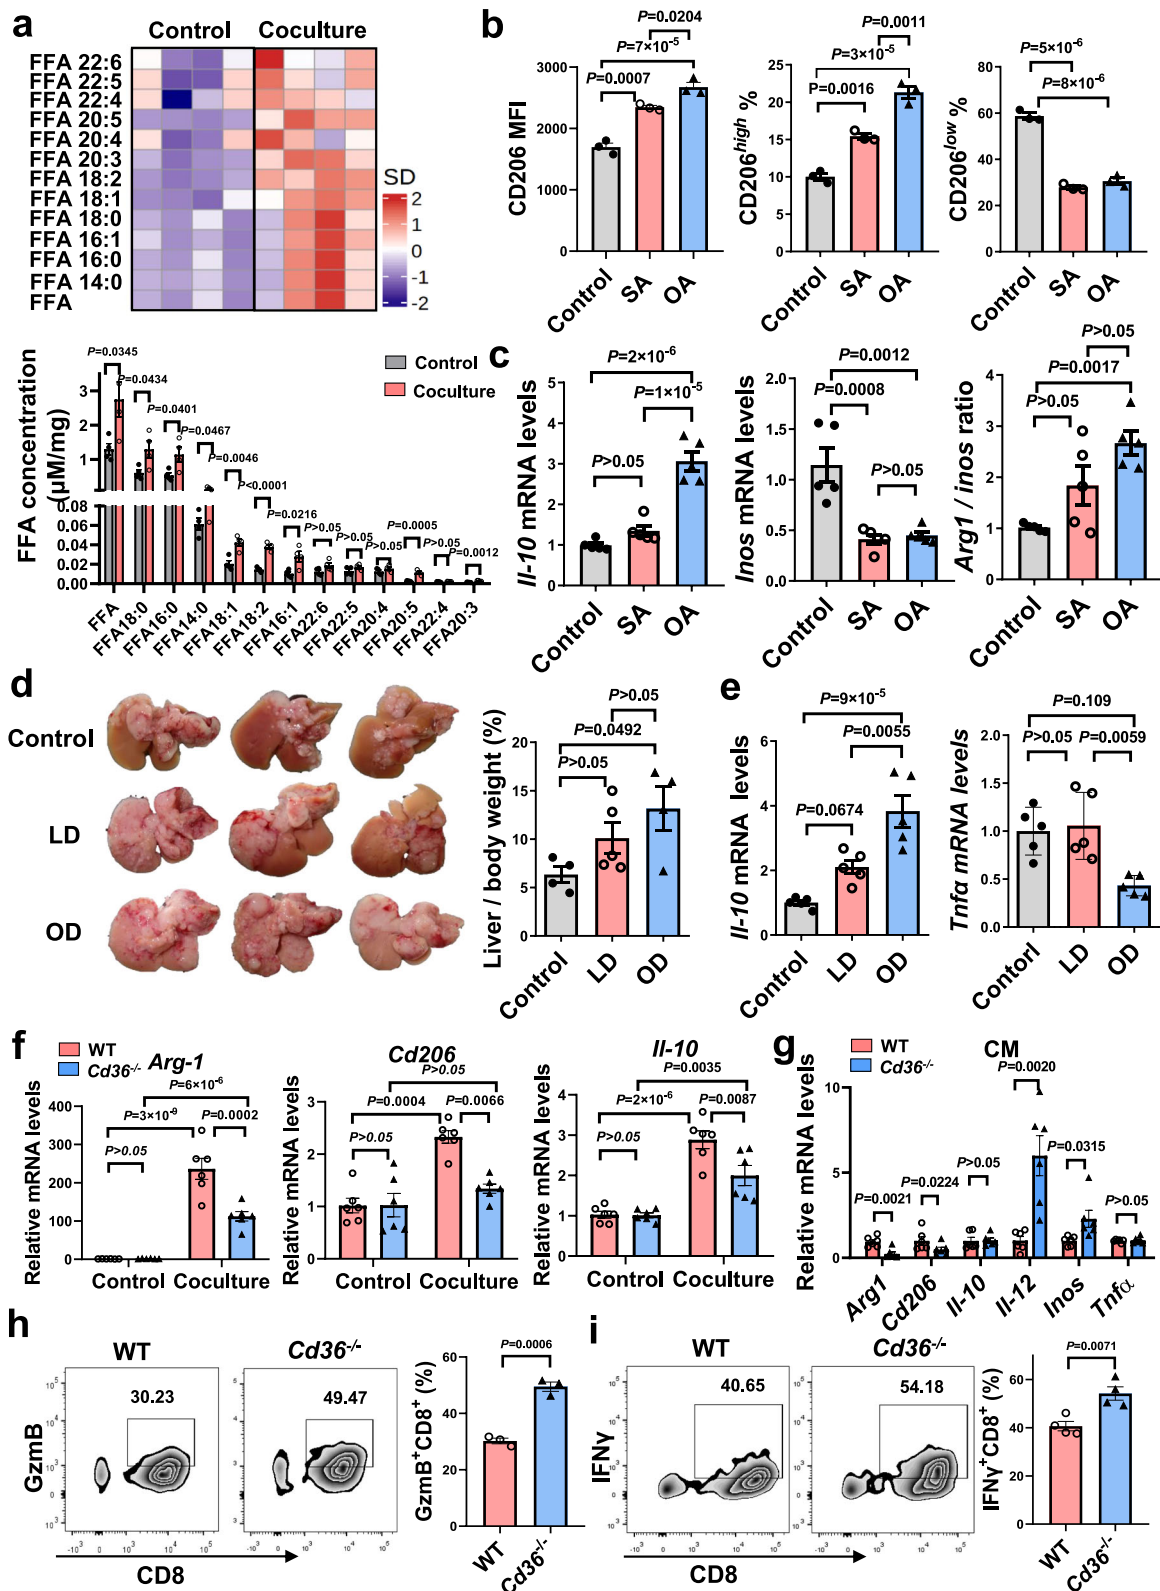 a
Control Coculture
FFA 22:6
FFA 22:5
FFA 22:4
FFA 20:5
FFA 20:4
FFA 20:3
FFA 18:2
FFA 18:1
FFA 18:0
FFA 16:1
FFA 16:0
FFA 14:0
FFA
SD
2
1
0
-1
-2
FFA concentration
(μM/mg)
3
2
1
0.08
0.06
0.04
0.02
0.00
P=0.0345
P=0.0434
P=0.0401
P=0.0467
P=0.0046
P<0.0001
P=0.0216
P>0.05
P>0.05
P>0.05
P=0.0005
P>0.05
P=0.0012
Control
Coculture
FFA
FFA18:0
FFA16:0
FFA14:0
FFA18:1
FFA18:2
FFA16:1
FFA22:6
FFA22:5
FFA20:4
FFA20:5
FFA22:4
FFA20:3
b
CD206 MFI
3000
2000
1000
0
P=0.0204
P=7×10⁻⁵
P=0.0007
Control SA OA
CD206high %
25
20
15
10
5
0
P=0.0011
P=3×10⁻⁵
P=0.0016
Control SA OA
CD206low %
80
60
40
20
0
P=5×10⁻⁶
P=8×10⁻⁶
Control SA OA
c
Il-10 mRNA levels
5
4
3
2
1
0
P=2×10⁻⁶
P=1×10⁻⁵
P>0.05
Control SA OA
Inos mRNA levels
2.0
1.5
1.0
0.5
0.0
P=0.0012
P=0.0008
P>0.05
Control SA OA
Arg1 / Inos ratio
4
3
2
1
0
P>0.05
P=0.0017
P>0.05
Control SA OA
d
Control
LD
OD
Liver / body weight (%)
20
15
10
5
0
P>0.05
P=0.0492
P>0.05
Control LD OD
e
Il-10 mRNA levels
8
6
4
2
0
P=9×10⁻⁵
P=0.0055
P=0.0674
Control LD OD
Tnfα mRNA levels
2.0
1.5
1.0
0.5
0.0
P=0.109
P>0.05
P=0.0059
Contorl LD OD
f
WT
Cd36-/-
Arg-1
Relative mRNA levels
400
300
200
100
0
P=6×10⁻⁶
P=3×10⁻⁹
P=0.0002
P>0.05
Control Coculture
Cd206
Relative mRNA levels
3
2
1
0
P>0.05
P=0.0004
P=0.0066
P>0.05
Control Coculture
Il-10
Relative mRNA levels
4
3
2
1
0
P=0.0035
P=2×10⁻⁶
P=0.0087
P>0.05
Control Coculture
g
WT
Cd36-/-
CM
Relative mRNA levels
10
5
0
P=0.0021
P=0.0224
P>0.05
P=0.0020
P=0.0315
P>0.05
Arg1 Cd206 Il-10 Il-12 Inos Tnfα
h
WT Cd36-/-
30.23
49.47
GzmB
CD8
GzmB⁺CD8⁺ (%)
60
40
20
0
P=0.0006
WT Cd36-/-
i
WT Cd36-/-
40.65
54.18
IFNγ
CD8
IFNγ⁺CD8⁺ (%)
60
40
20
0
P=0.0071
WT Cd36-/-